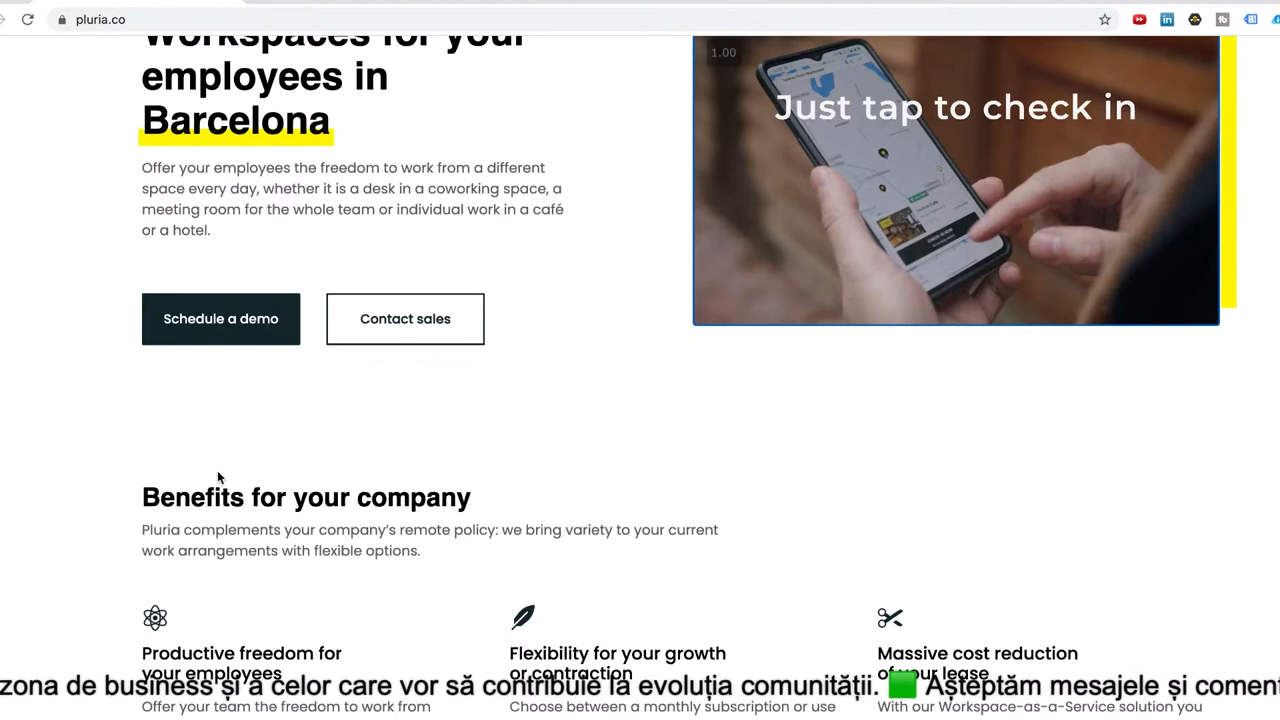 pluria.co
Workspaces for your
employees in
Barcelona
Offer your employees the freedom to work from a different
space every day, whether it is a desk in a coworking space, a
meeting room for the whole team or individual work in a café
or a hotel.
Schedule a demo
Contact sales
1.00
Just tap to check in
Benefits for your company
Pluria complements your company's remote policy: we bring variety to your current
work arrangements with flexible options.
Productive freedom for
your employees
Offer your team the freedom to work from
Flexibility for your growth
or contraction
Choose between a monthly subscription or use
Massive cost reduction
of your lease
With our Workspace-as-a-Service solution you
zona de business și a celor care vor să contribuie la evoluția comunității. Așteptăm mesajele și coment